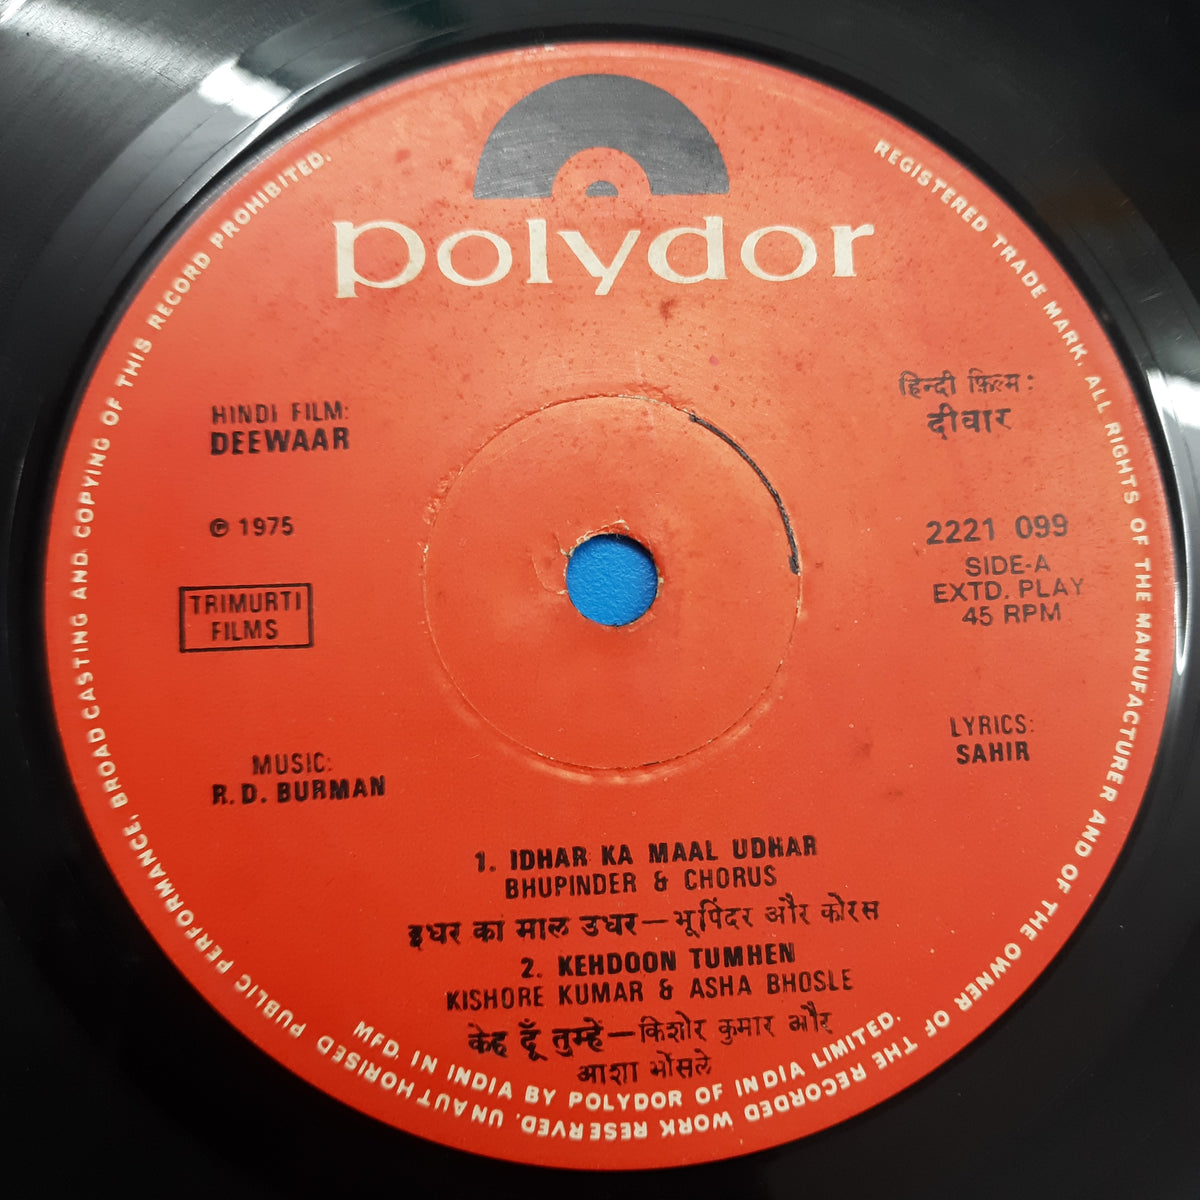 polydor
HINDI FILM:
DEEWAAR
हिन्दी फ़िल्म:
दीवार
℗ 1975
TRIMURTI
FILMS
2221 099
SIDE-A
EXTD. PLAY
45 RPM
MUSIC:
R. D. BURMAN
LYRICS:
SAHIR
1. IDHAR KA MAAL UDHAR
BHUPINDER & CHORUS
इधर का माल उधर — भूपिंदर और कोरस
2. KEHDOON TUMHEN
KISHORE KUMAR & ASHA BHOSLE
केह दूँ तुम्हें — किशोर कुमार और
आशा भोंसले
MFD. IN INDIA BY POLYDOR OF INDIA LIMITED.
REGISTERED TRADE MARK. ALL RIGHTS OF THE MANUFACTURER AND OF THE OWNER OF THE RECORDED WORK RESERVED. UNAUTHORISED PUBLIC PERFORMANCE, BROADCASTING AND COPYING OF THIS RECORD PROHIBITED.